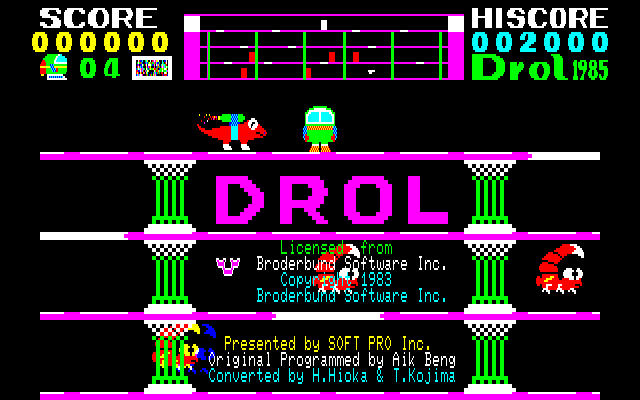 SCORE
000000
04
HISCORE
002000
Drol 1985
DROL
Licensed from
Broderbund Software Inc.
Copyright 1983
Broderbund Software Inc.
Presented by SOFT PRO Inc.
Original Programmed by Aik Beng
Converted by H.Hioka & T.Kojima